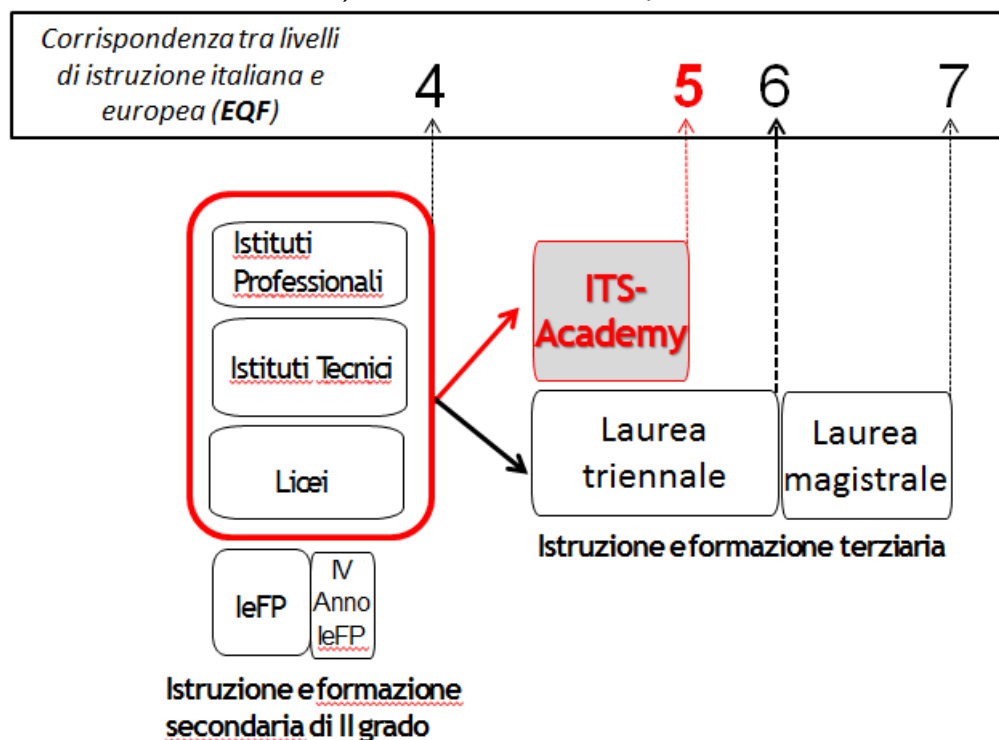 Corrispondenza tra livelli
di istruzione italiana e
europea (EQF)
4
5
6
7
Istituti
Professionali
Istituti Tecnici
Licei
ITS-
Academy
Laurea
triennale
Laurea
magistrale
Istruzione e formazione terziaria
IeFP
IV
Anno
IeFP
Istruzione e formazione
secondaria di II grado